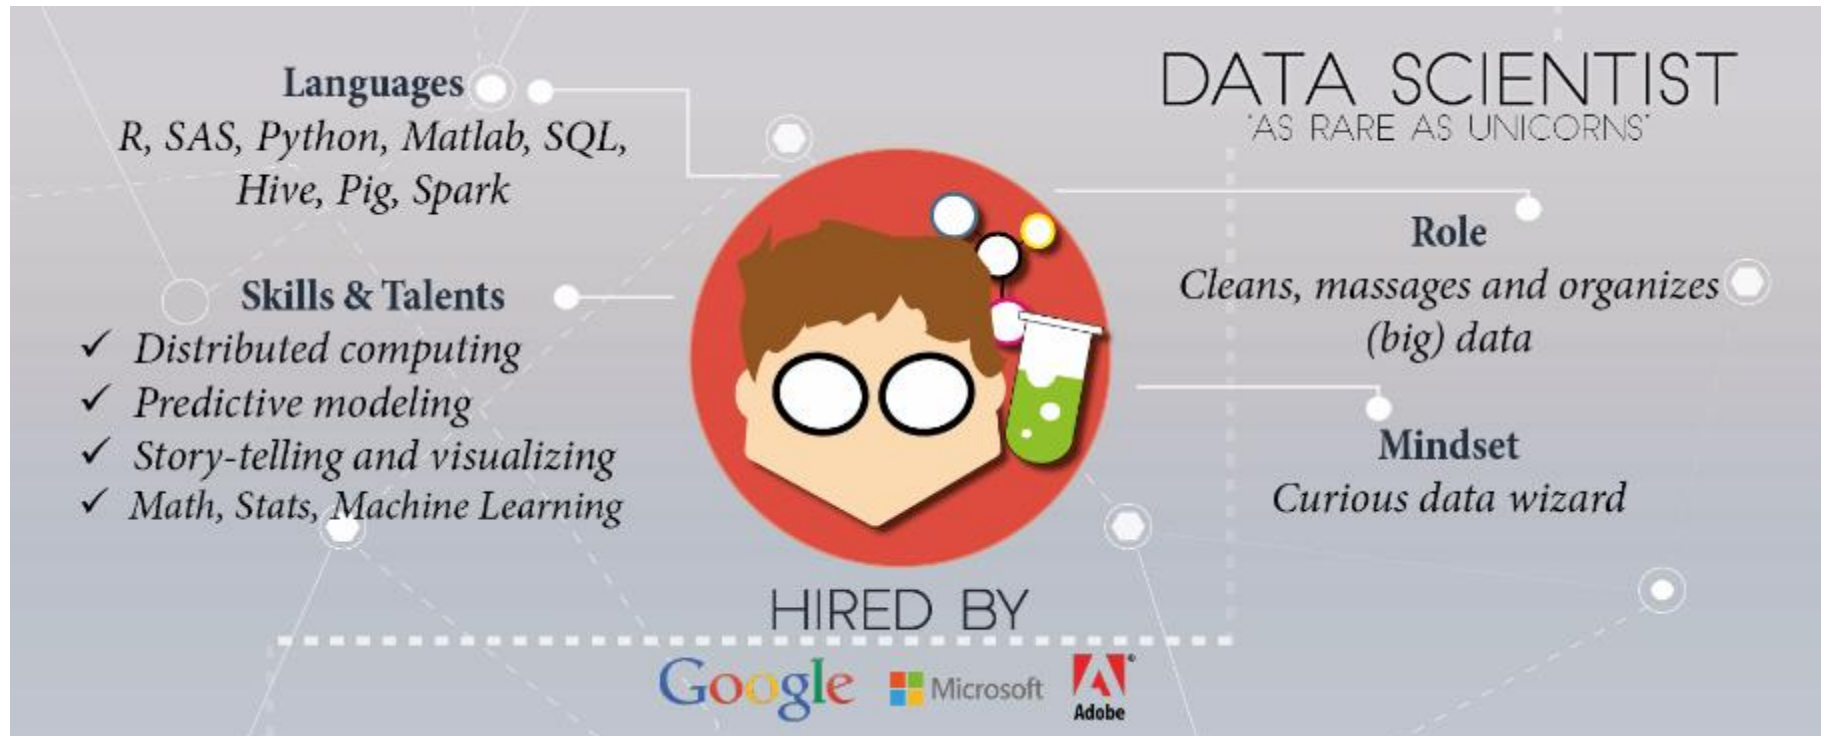 DATA SCIENTIST
'AS RARE AS UNICORNS'
Languages
R, SAS, Python, Matlab, SQL,
Hive, Pig, Spark
Skills & Talents
✓ Distributed computing
✓ Predictive modeling
✓ Story-telling and visualizing
✓ Math, Stats, Machine Learning
Role
Cleans, massages and organizes
(big) data
Mindset
Curious data wizard
HIRED BY
Google Microsoft Adobe®